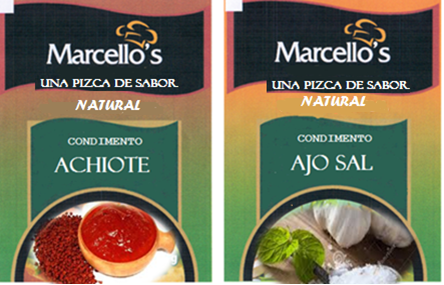 Marcello's
UNA PIZCA DE SABOR
NATURAL
CONDIMENTO
ACHIOTE
Marcello's
UNA PIZCA DE SABOR
NATURAL
CONDIMENTO
AJO SAL